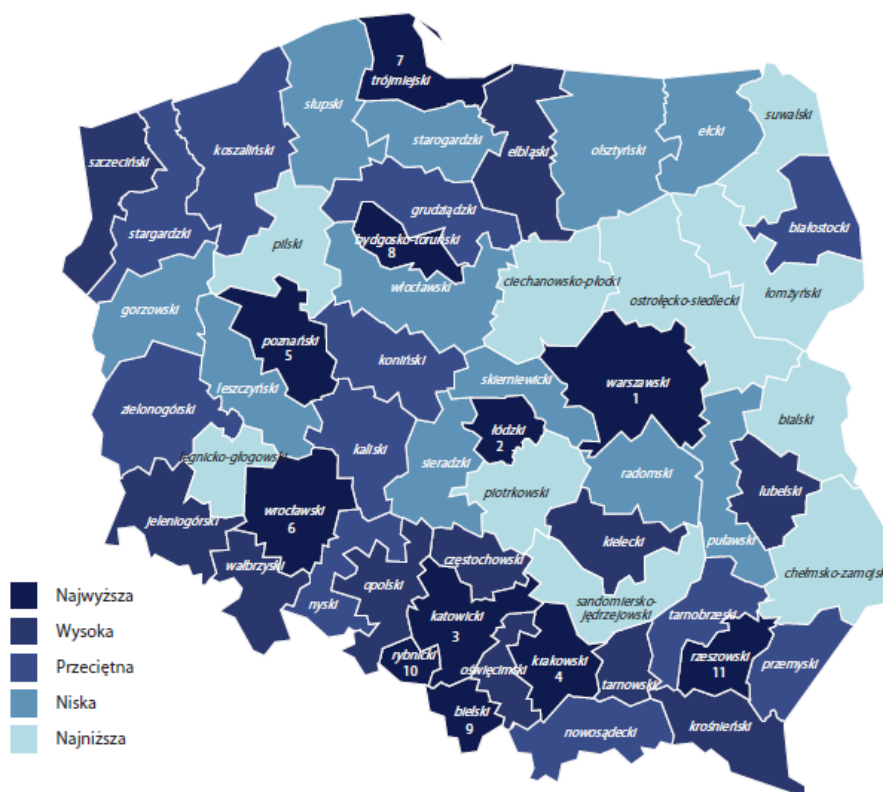 7
trójmiejski
słupski
suwalski
ełcki
starogardzki
koszaliński
olsztyński
elbląski
szczeciński
grudziądzki
białostocki
stargardzki
bydgosko-toruński
8
pilski
ciechanowsko-płocki
włocławski
ostrołęcko-siedlecki
łomżyński
gorzowski
poznański
5
koniński
skierniewicki
warszawski
1
leszczyński
zielonogórski
łódzki
2
bialski
kaliski
legnicko-głogowski
sieradzki
radomski
piotrkowski
lubelski
wrocławski
6
jeleniogórski
kielecki
puławski
częstochowski
wałbrzyski
chełmsko-zamojski
opolski
nyski
sandomiersko-
jędrzejowski
tarnobrzeski
katowicki
3
rybnicki
10
oświęcimski
krakowski
4
rzeszowski
11
przemyski
tarnowski
bielski
9
nowosądecki
krośnieński
Najwyższa
Wysoka
Przeciętna
Niska
Najniższa